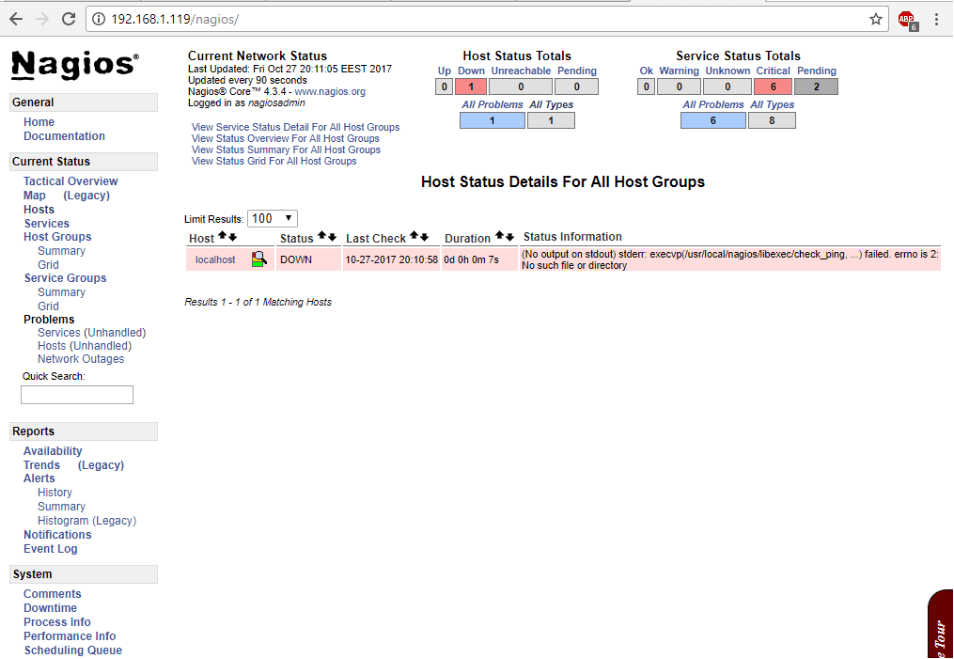 192.168.1.119/nagios/
ABP
6
Nagios®
General
Home
Documentation
Current Status
Tactical Overview
Map (Legacy)
Hosts
Services
Host Groups
Summary
Grid
Service Groups
Summary
Grid
Problems
Services (Unhandled)
Hosts (Unhandled)
Network Outages
Quick Search:
Reports
Availability
Trends (Legacy)
Alerts
History
Summary
Histogram (Legacy)
Notifications
Event Log
System
Comments
Downtime
Process Info
Performance Info
Scheduling Queue
Current Network Status
Last Updated: Fri Oct 27 20:11:05 EEST 2017
Updated every 90 seconds
Nagios® Core™ 4.3.4 - www.nagios.org
Logged in as nagiosadmin
View Service Status Detail For All Host Groups
View Status Overview For All Host Groups
View Status Summary For All Host Groups
View Status Grid For All Host Groups
Host Status Totals
Up Down Unreachable Pending
0 1 0 0
All Problems All Types
1 1
Service Status Totals
Ok Warning Unknown Critical Pending
0 0 0 6 2
All Problems All Types
6 8
Host Status Details For All Host Groups
Limit Results: 100
Host Status Last Check Duration Status Information
localhost DOWN 10-27-2017 20:10:58 0d 0h 0m 7s (No output on stdout) stderr: execvp(/usr/local/nagios/libexec/check_ping, ...) failed. errno is 2:
No such file or directory
Results 1 - 1 of 1 Matching Hosts
e Tour